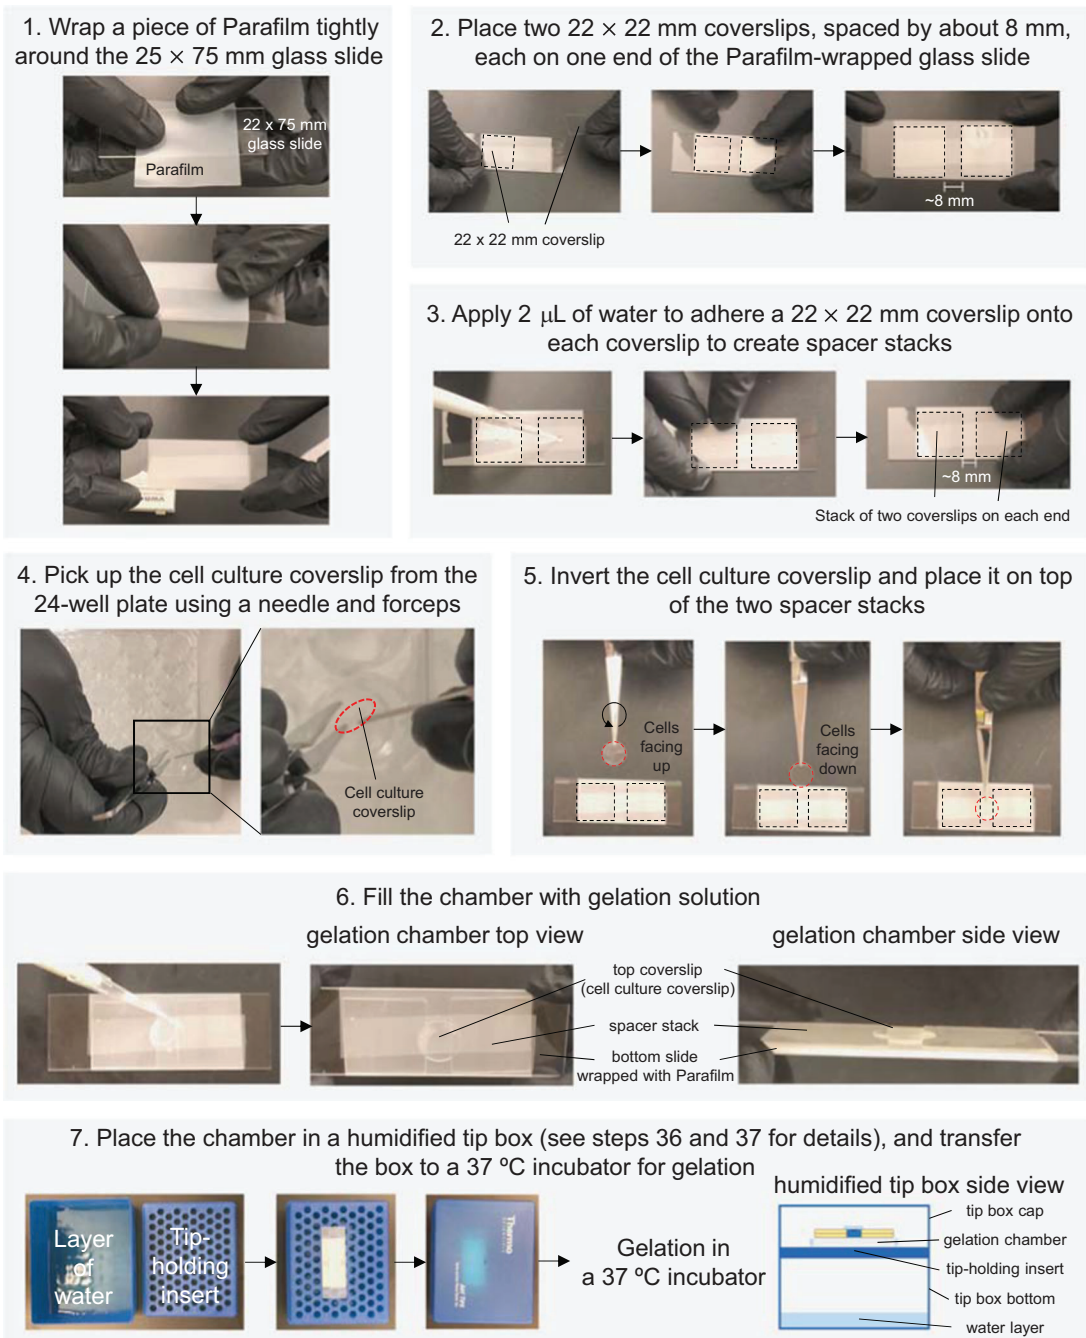 1. Wrap a piece of Parafilm tightly
around the 25 × 75 mm glass slide
22 x 75 mm
glass slide
Parafilm
2. Place two 22 × 22 mm coverslips, spaced by about 8 mm,
each on one end of the Parafilm-wrapped glass slide
~8 mm
22 x 22 mm coverslip
3. Apply 2 μL of water to adhere a 22 × 22 mm coverslip onto
each coverslip to create spacer stacks
~8 mm
Stack of two coverslips on each end
4. Pick up the cell culture coverslip from the
24-well plate using a needle and forceps
Cell culture
coverslip
5. Invert the cell culture coverslip and place it on top
of the two spacer stacks
Cells
facing
up
Cells
facing
down
6. Fill the chamber with gelation solution
gelation chamber top view
gelation chamber side view
top coverslip
(cell culture coverslip)
spacer stack
bottom slide
wrapped with Parafilm
7. Place the chamber in a humidified tip box (see steps 36 and 37 for details), and transfer
the box to a 37 ºC incubator for gelation
Layer
of
water
Tip-
holding
insert
Thermo
Gelation in
a 37 ºC incubator
humidified tip box side view
tip box cap
gelation chamber
tip-holding insert
tip box bottom
water layer